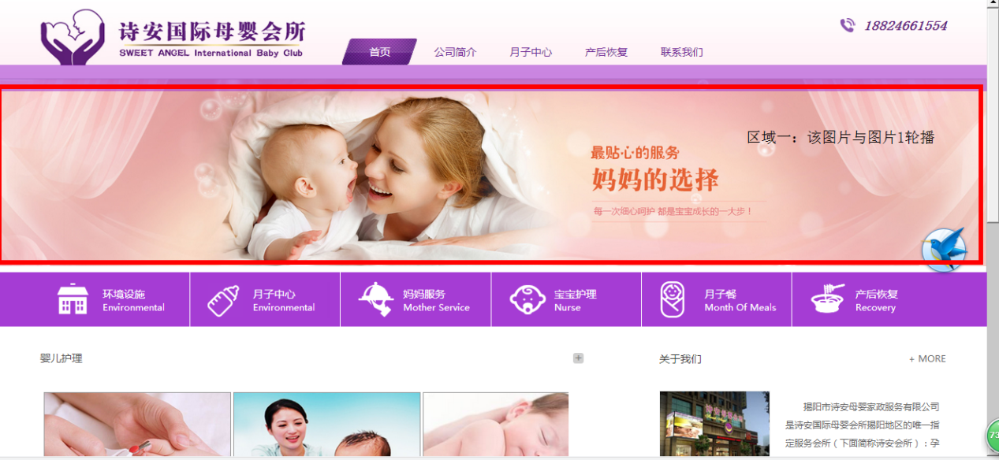 诗安国际母婴会所
SWEET ANGEL International Baby Club
18824661554
首页 公司简介 月子中心 产后恢复 联系我们
区域一：该图片与图片1轮播
最贴心的服务
妈妈的选择
每一次细心呵护 都是宝宝成长的一大步！
环境设施
Environmental
月子中心
Environmental
妈妈服务
Mother Service
宝宝护理
Nurse
月子餐
Month Of Meals
产后恢复
Recovery
婴儿护理
关于我们
+ MORE
揭阳市诗安母婴家政服务有限公司
是诗安国际母婴会所揭阳地区的唯一指
定服务会所（下面简称诗安会所）：孕
73